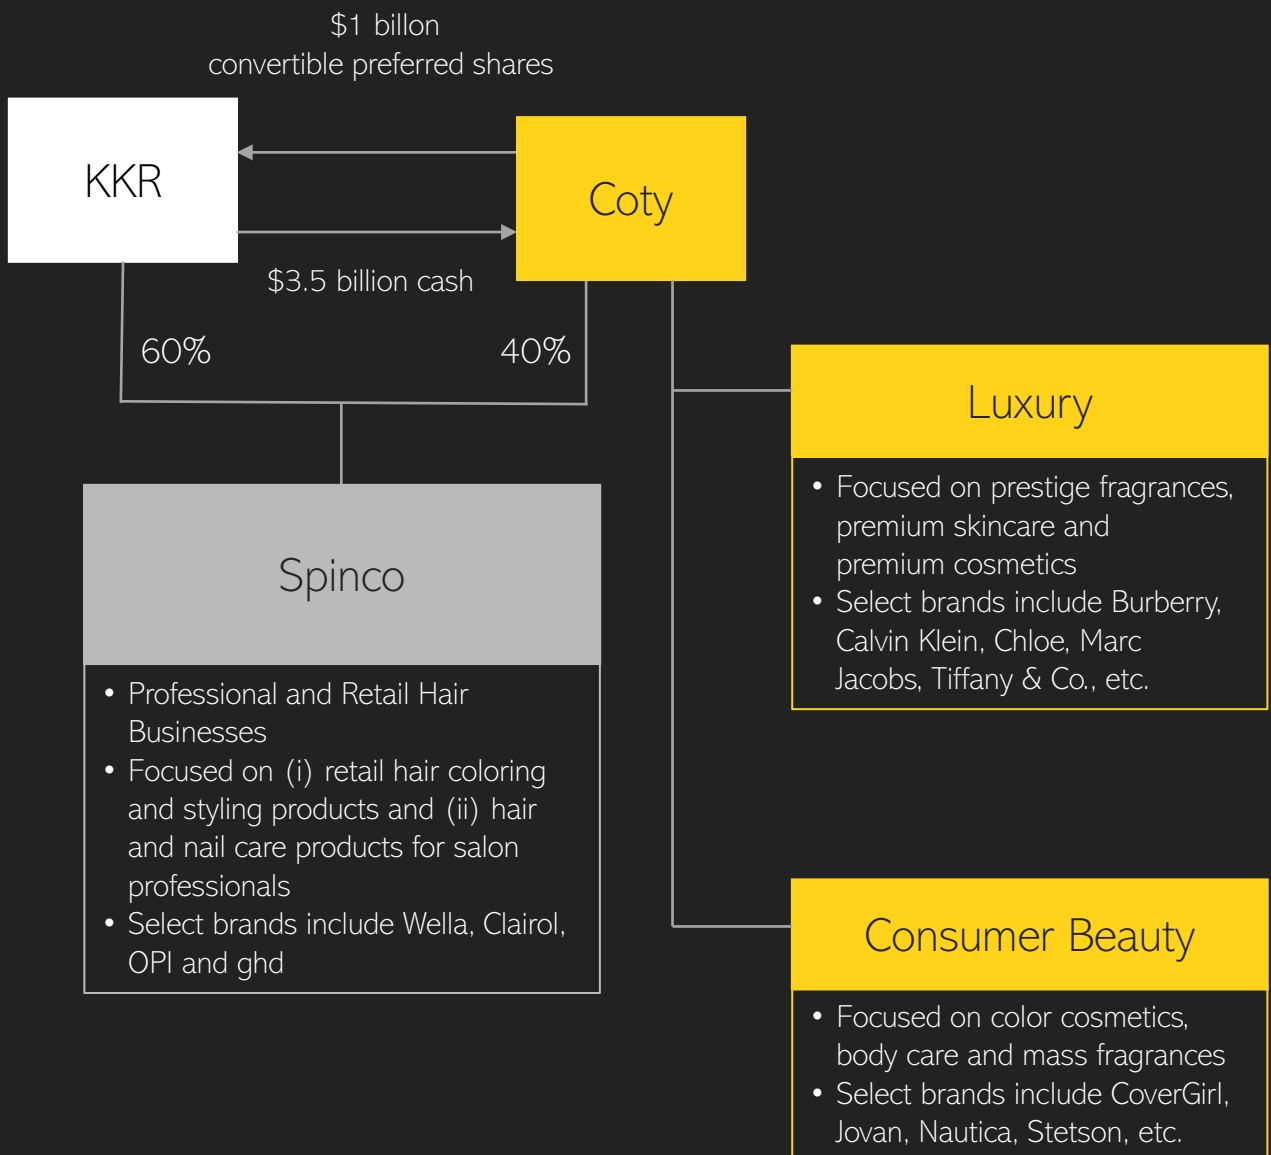 $1 billon
convertible preferred shares
KKR
Coty
$3.5 billion cash
60%
40%
Luxury
• Focused on prestige fragrances,
premium skincare and
premium cosmetics
• Select brands include Burberry,
Calvin Klein, Chloe, Marc
Jacobs, Tiffany & Co., etc.
Spinco
• Professional and Retail Hair
Businesses
• Focused on (i) retail hair coloring
and styling products and (ii) hair
and nail care products for salon
professionals
• Select brands include Wella, Clairol,
OPI and ghd
Consumer Beauty
• Focused on color cosmetics,
body care and mass fragrances
• Select brands include CoverGirl,
Jovan, Nautica, Stetson, etc.